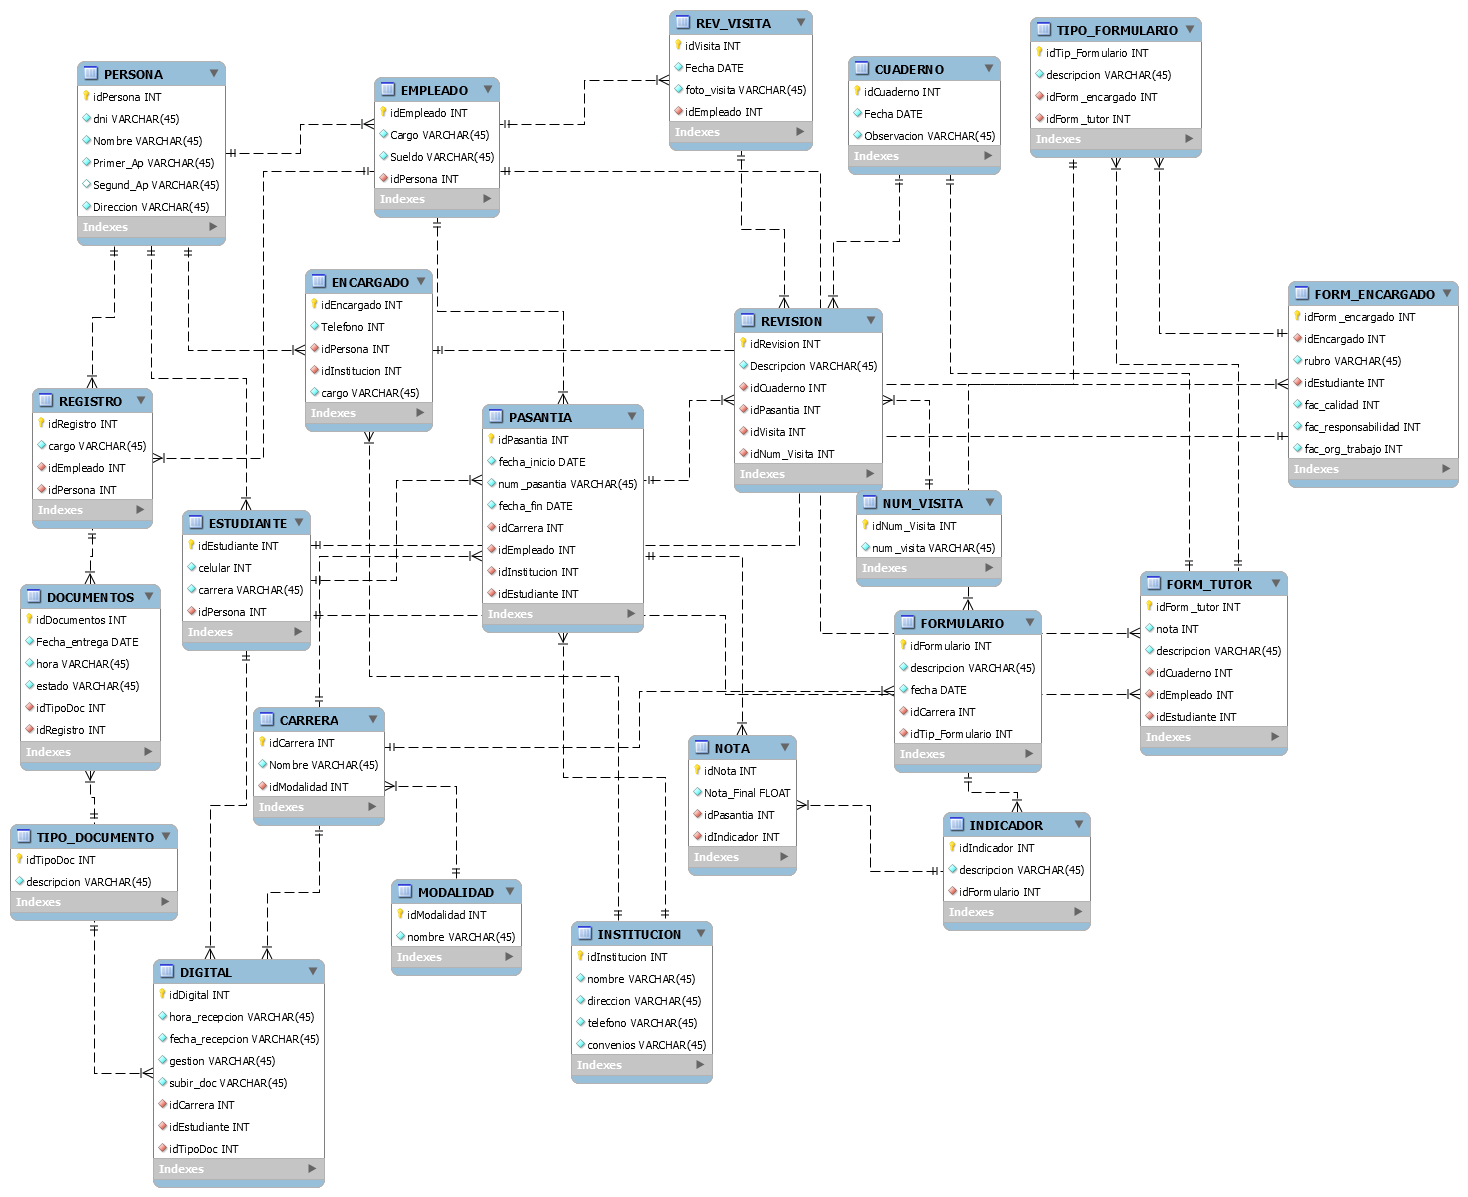 PERSONA
idPersona INT
dni VARCHAR(45)
Nombre VARCHAR(45)
Primer_Ap VARCHAR(45)
Segund_Ap VARCHAR(45)
Direccion VARCHAR(45)
Indexes
EMPLEADO
idEmpleado INT
Cargo VARCHAR(45)
Sueldo VARCHAR(45)
idPersona INT
Indexes
REV_VISITA
idVisita INT
Fecha DATE
foto_visita VARCHAR(45)
idEmpleado INT
Indexes
CUADERNO
idCuaderno INT
Fecha DATE
Observacion VARCHAR(45)
Indexes
TIPO_FORMULARIO
idTip_Formulario INT
descripcion VARCHAR(45)
idForm_encargado INT
idForm_tutor INT
Indexes
ENCARGADO
idEncargado INT
Telefono INT
idPersona INT
idInstitucion INT
cargo VARCHAR(45)
Indexes
REVISION
idRevision INT
Descripcion VARCHAR(45)
idCuaderno INT
idPasantia INT
idVisita INT
idNum_Visita INT
Indexes
FORM_ENCARGADO
idForm_encargado INT
idEncargado INT
rubro VARCHAR(45)
idEstudiante INT
fac_calidad INT
fac_responsabilidad INT
fac_org_trabajo INT
Indexes
REGISTRO
idRegistro INT
cargo VARCHAR(45)
idEmpleado INT
idPersona INT
Indexes
PASANTIA
idPasantia INT
fecha_inicio DATE
num_pasantia VARCHAR(45)
fecha_fin DATE
idCarrera INT
idEmpleado INT
idInstitucion INT
idEstudiante INT
Indexes
ESTUDIANTE
idEstudiante INT
celular INT
carrera VARCHAR(45)
idPersona INT
Indexes
NUM_VISITA
idNum_Visita INT
num_visita VARCHAR(45)
Indexes
DOCUMENTOS
idDocumentos INT
Fecha_entrega DATE
hora VARCHAR(45)
estado VARCHAR(45)
idTipoDoc INT
idRegistro INT
Indexes
FORMULARIO
idFormulario INT
descripcion VARCHAR(45)
fecha DATE
idCarrera INT
idTip_Formulario INT
Indexes
FORM_TUTOR
idForm_tutor INT
nota INT
descripcion VARCHAR(45)
idCuaderno INT
idEmpleado INT
idEstudiante INT
Indexes
CARRERA
idCarrera INT
Nombre VARCHAR(45)
idModalidad INT
Indexes
NOTA
idNota INT
Nota_Final FLOAT
idPasantia INT
idIndicador INT
Indexes
TIPO_DOCUMENTO
idTipoDoc INT
descripcion VARCHAR(45)
Indexes
INDICADOR
idIndicador INT
descripcion VARCHAR(45)
idFormulario INT
Indexes
MODALIDAD
idModalidad INT
nombre VARCHAR(45)
Indexes
INSTITUCION
idInstitucion INT
nombre VARCHAR(45)
direccion VARCHAR(45)
telefono VARCHAR(45)
convenios VARCHAR(45)
Indexes
DIGITAL
idDigital INT
hora_recepcion VARCHAR(45)
fecha_recepcion VARCHAR(45)
gestion VARCHAR(45)
subir_doc VARCHAR(45)
idCarrera INT
idEstudiante INT
idTipoDoc INT
Indexes